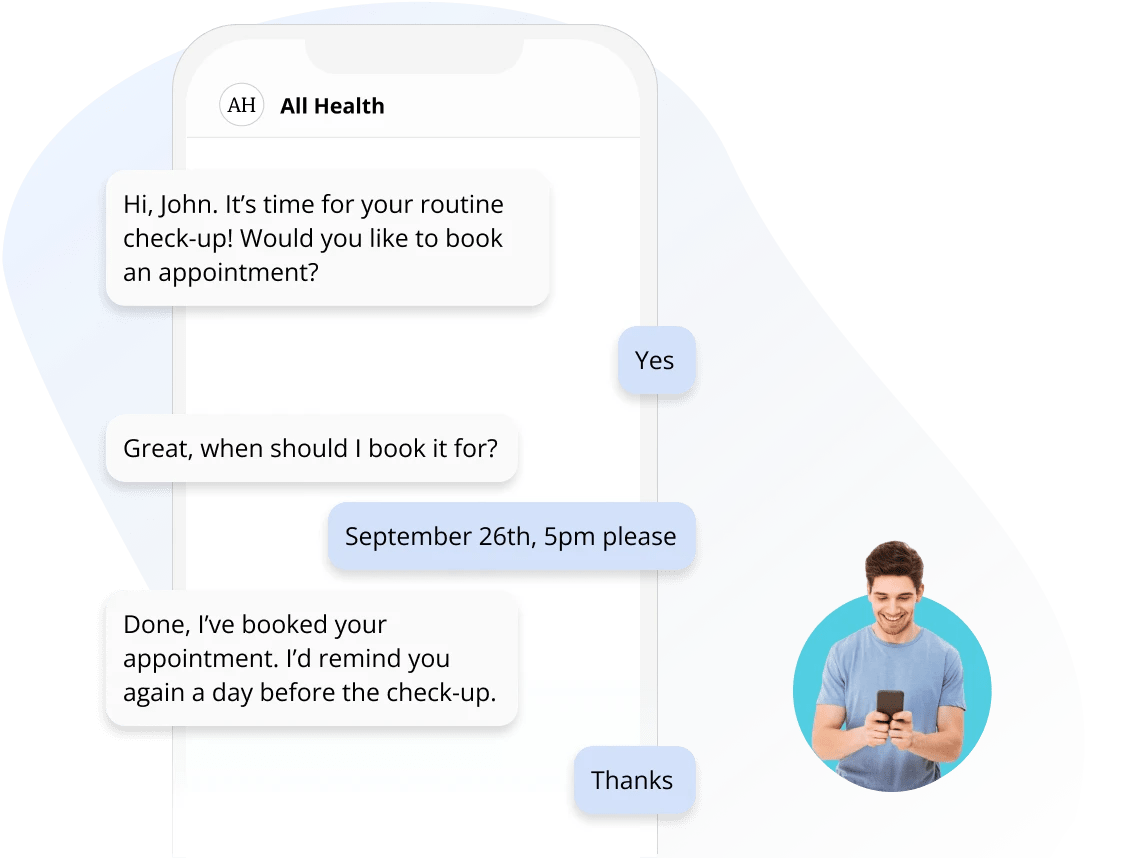 AH All Health
Hi, John. It’s time for your routine
check-up! Would you like to book
an appointment?
Yes
Great, when should I book it for?
September 26th, 5pm please
Done, I’ve booked your
appointment. I’d remind you
again a day before the check-up.
Thanks